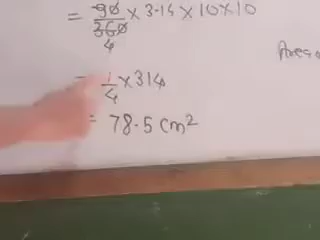 = 90/360 × 3.14 × 10 × 10
4
= 1/4 × 314
= 78.5 cm²